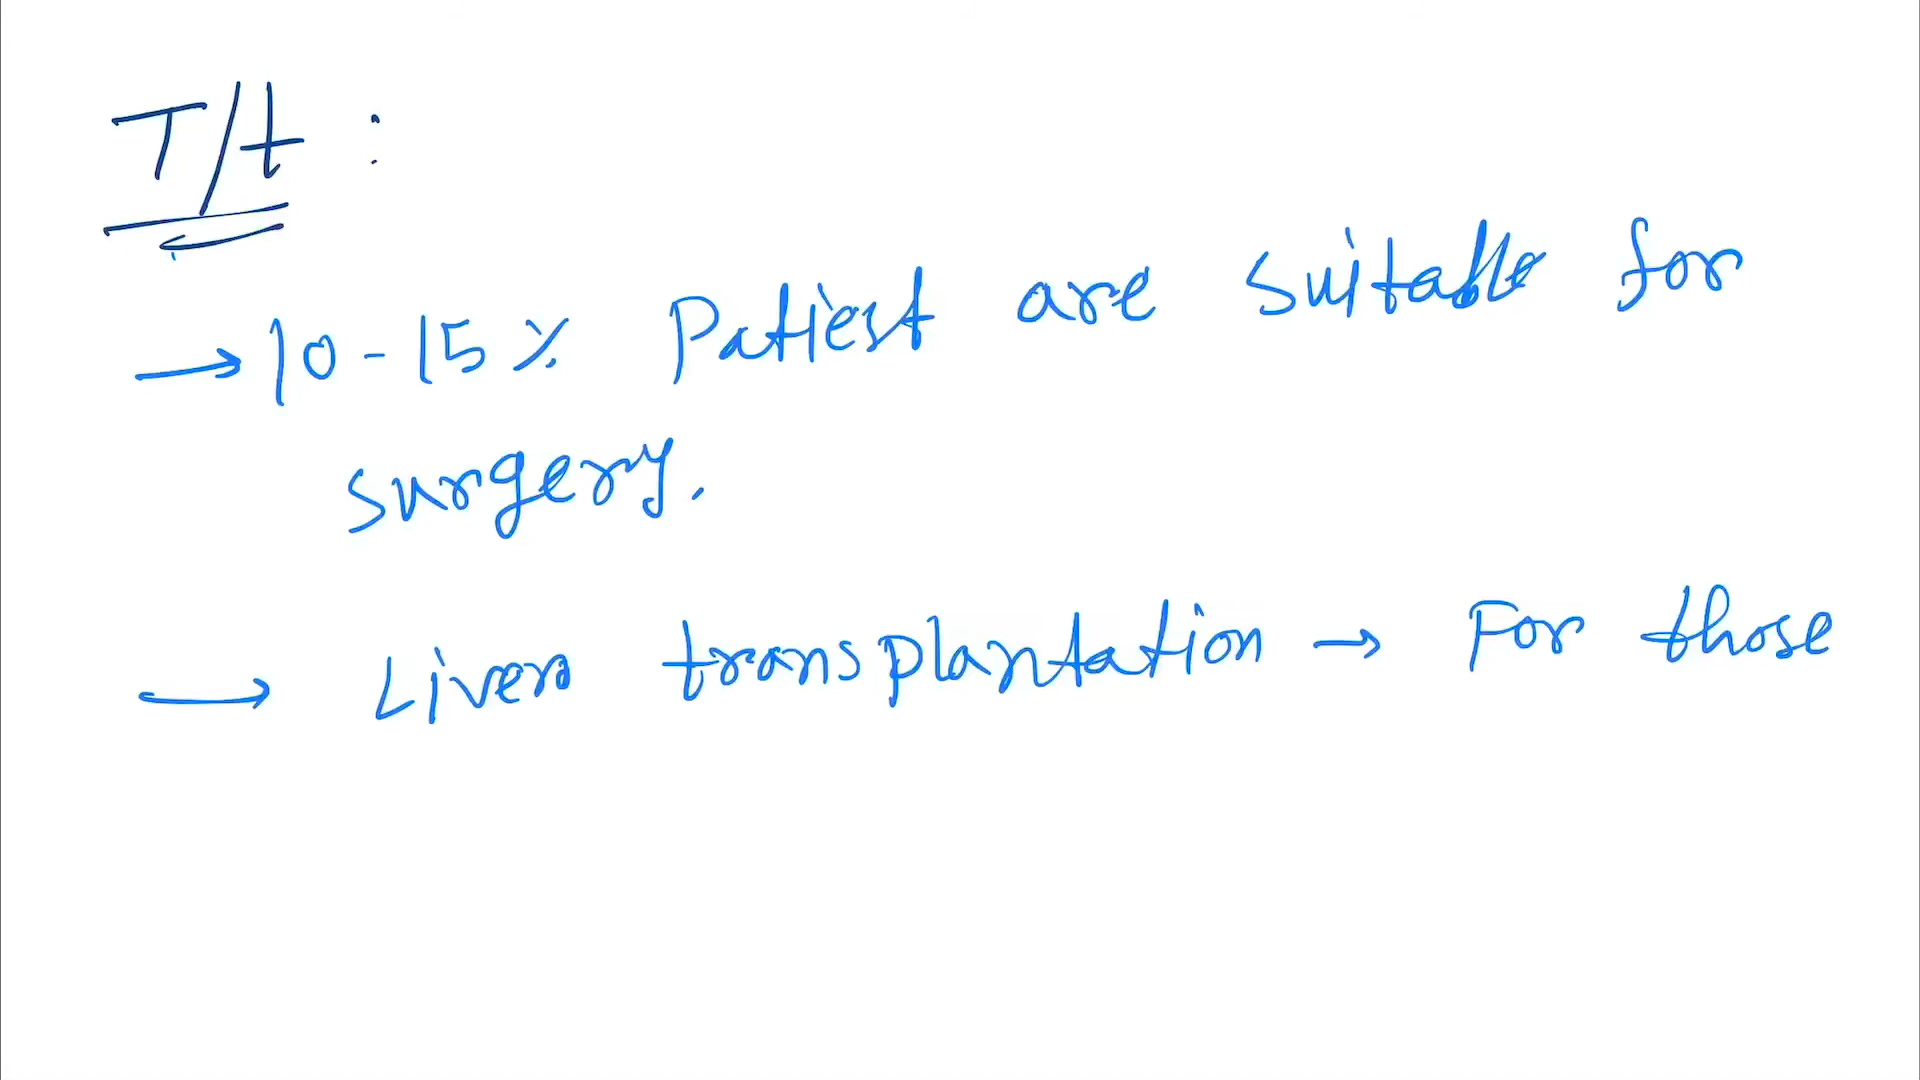 T/t :
→ 10-15% Patient are suitable for
surgery.
→ Liver transplantation → For those